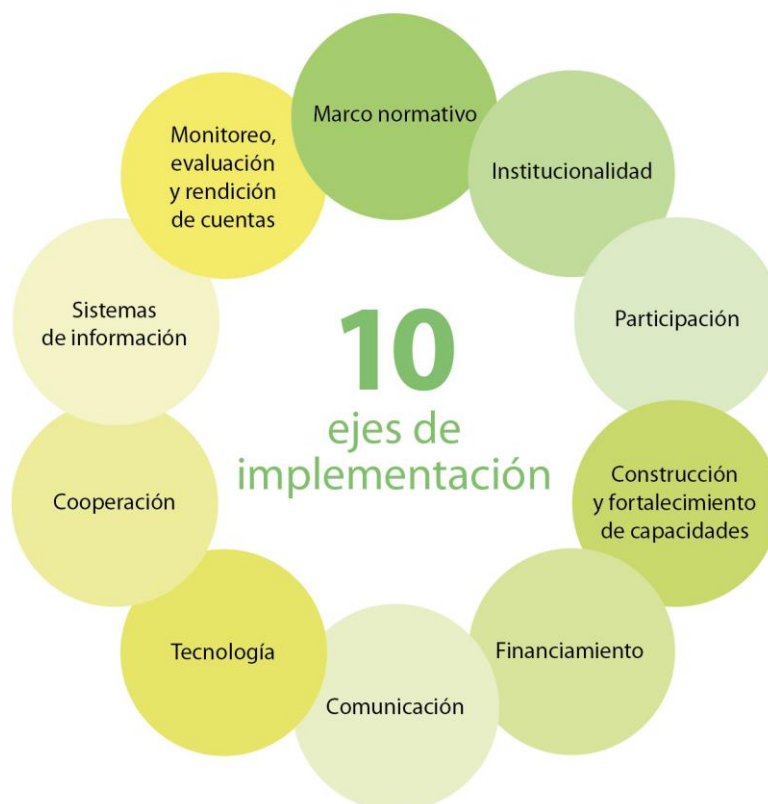 Marco normativo
Institucionalidad
Participación
Construcción
y fortalecimiento
de capacidades
Financiamiento
Comunicación
Tecnología
Cooperación
Sistemas
de información
Monitoreo,
evaluación
y rendición
de cuentas
10
ejes de
implementación